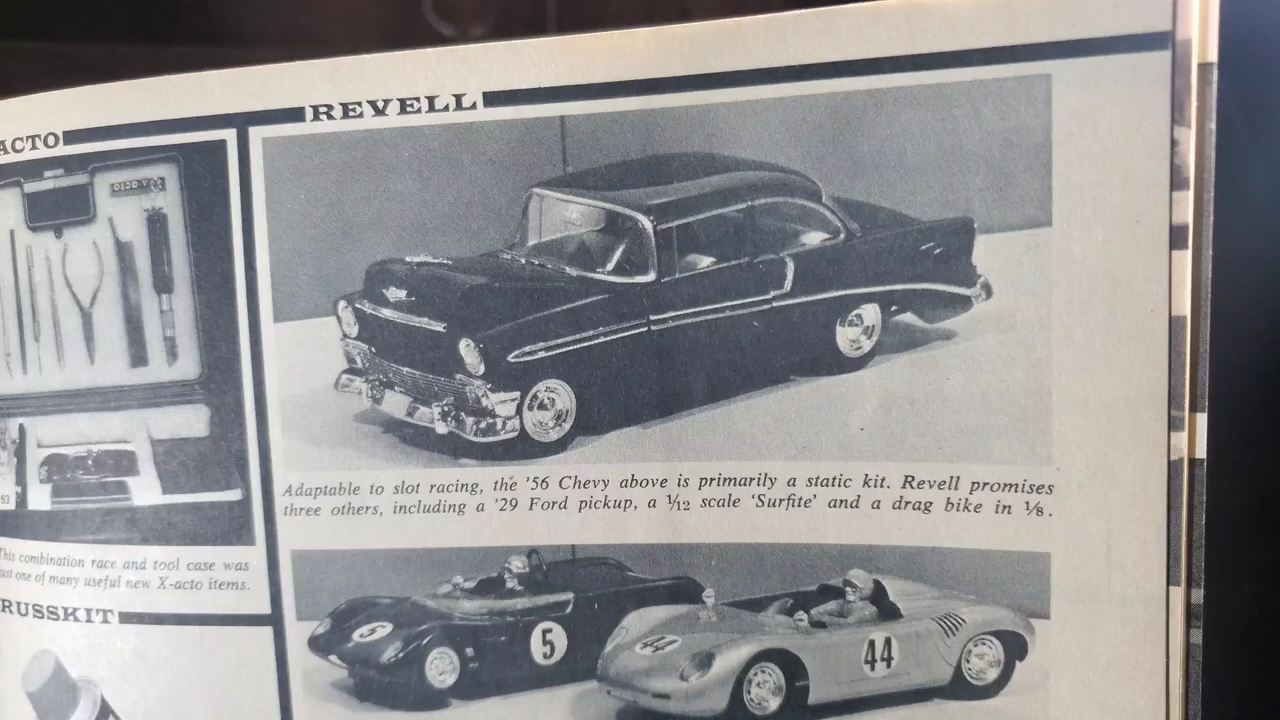 REVELL
ACTO
X-acto
93
Adaptable to slot racing, the '56 Chevy above is primarily a static kit. Revell promises
three others, including a '29 Ford pickup, a 1/12 scale 'Surfite' and a drag bike in 1/8.
This combination race and tool case was
just one of many useful new X-acto items.
RUSSKIT
5
5
44
44